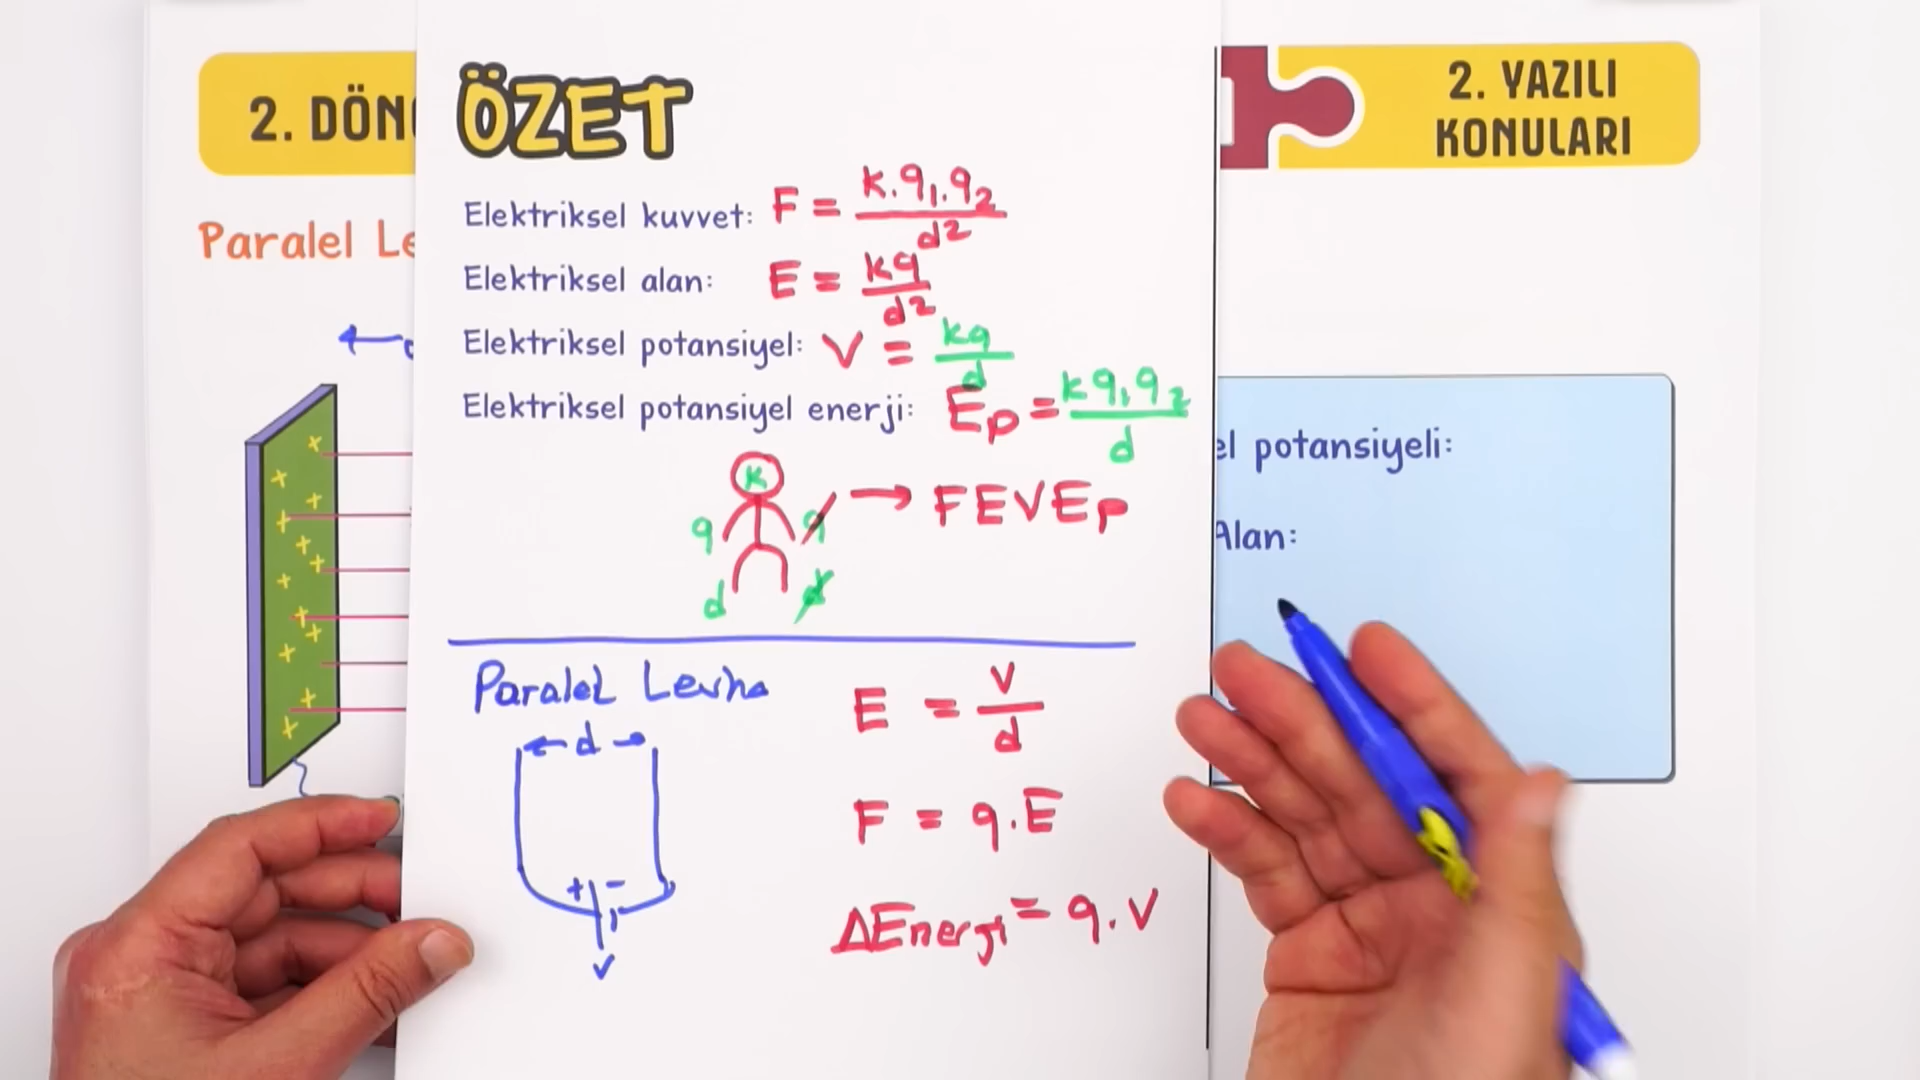 2. DÖN
ÖZET
2. YAZILI
KONULARI
Paralel Le
Elektriksel kuvvet: F = k.q1.q2 / d2
Elektriksel alan: E = kq / d2
Elektriksel potansiyel: V = kq / d
Elektriksel potansiyel enerji: Ep = kq1q2 / d
el potansiyeli:
Alan:
k
q q → FEVEp
d d
Paralel Levha
← d →
E = V / d
F = q.E
+ -
V
ΔEnerji = q.V